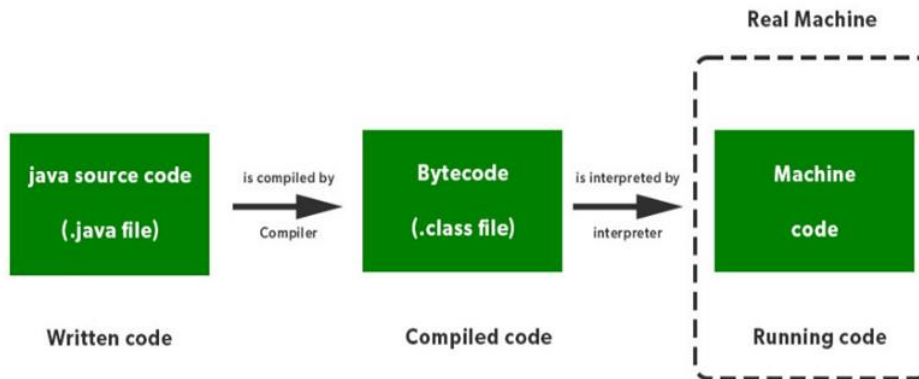 Real Machine
java source code
(.java file)
is compiled by
Compiler
Bytecode
(.class file)
is interpreted by
interpreter
Machine
code
Written code
Compiled code
Running code